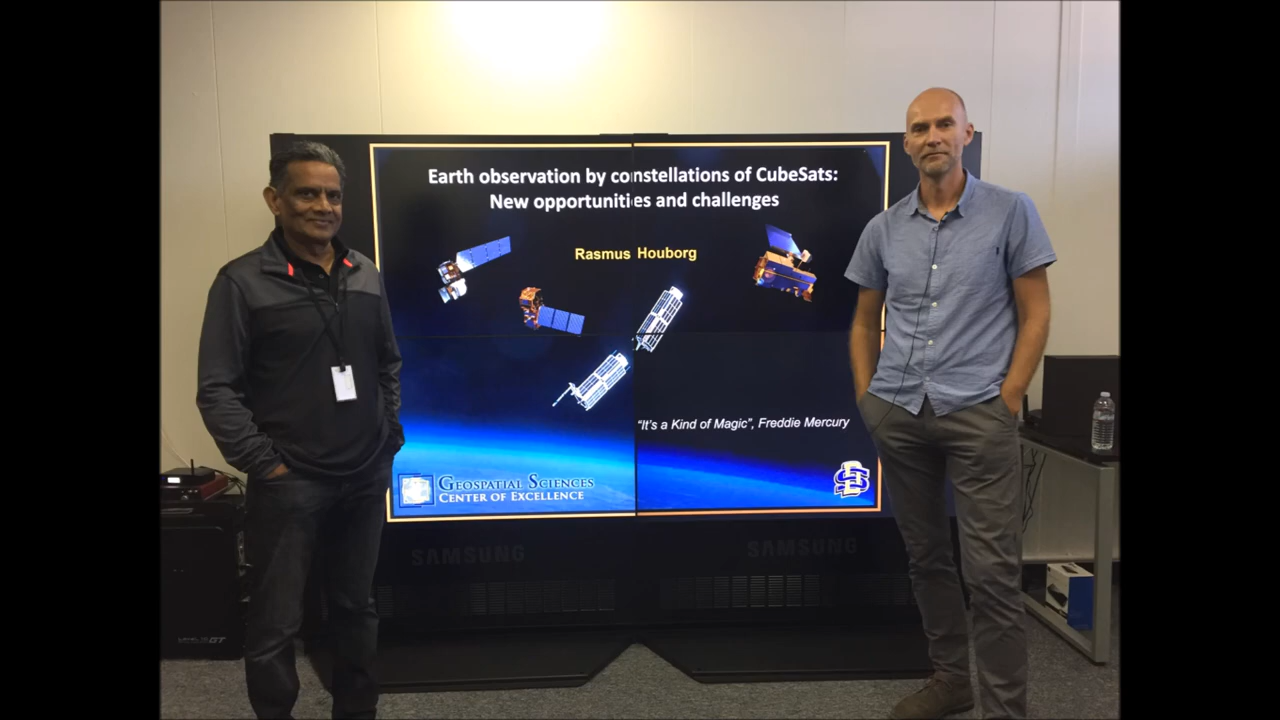 Earth observation by constellations of CubeSats:
New opportunities and challenges
Rasmus Houborg
"It's a Kind of Magic", Freddie Mercury
GEOSPATIAL SCIENCES
CENTER OF EXCELLENCE
SAMSUNG
SAMSUNG